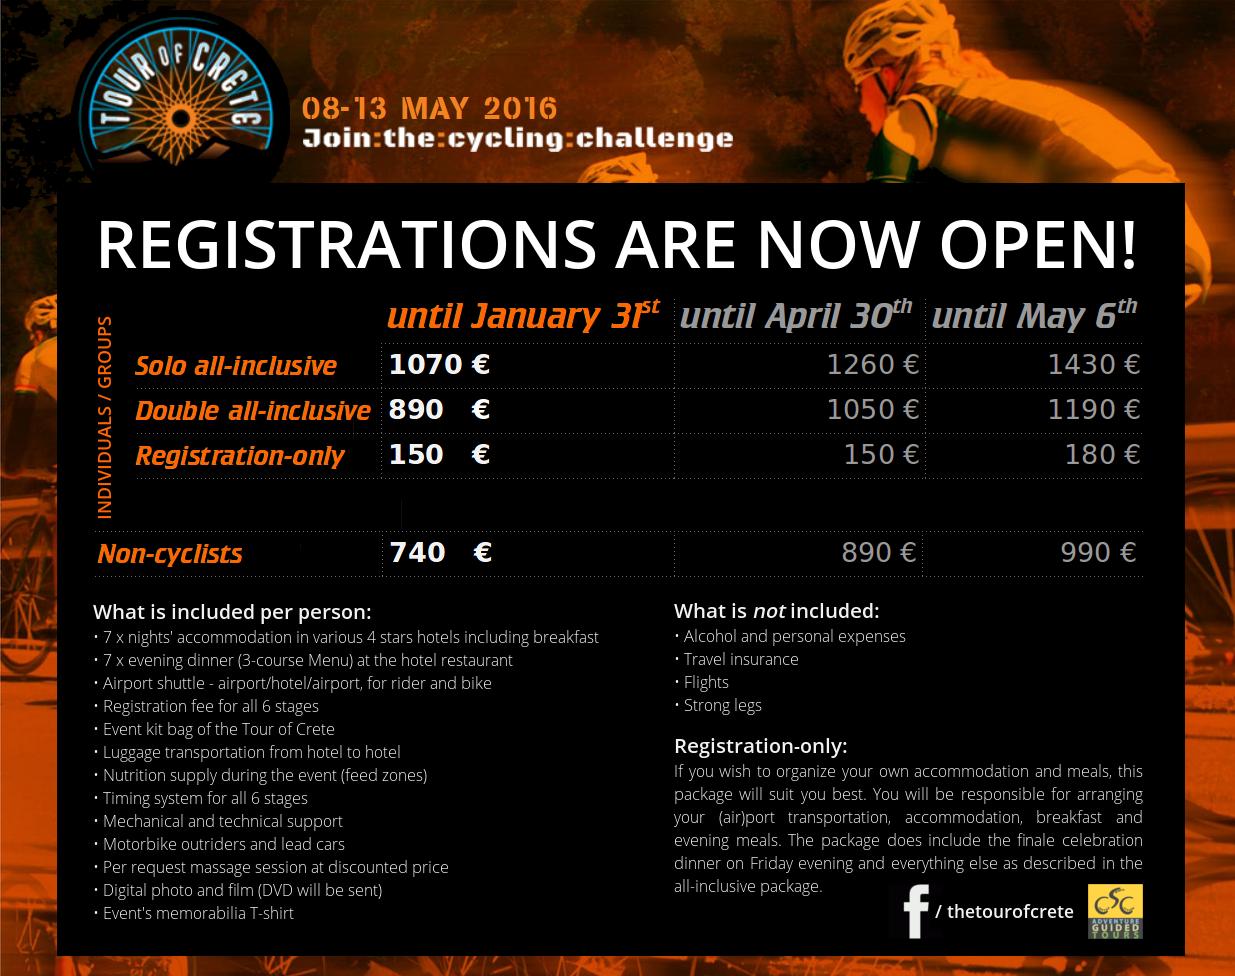 TOUR OF CRETE
08-13 MAY 2016
Join:the:cycling:challenge
REGISTRATIONS ARE NOW OPEN!
until January 31st until April 30th until May 6th
INDIVIDUALS / GROUPS
Solo all-inclusive 1070 € 1260 € 1430 €
Double all-inclusive 890 € 1050 € 1190 €
Registration-only 150 € 150 € 180 €
Non-cyclists 740 € 890 € 990 €
What is included per person:
• 7 x nights' accommodation in various 4 stars hotels including breakfast
• 7 x evening dinner (3-course Menu) at the hotel restaurant
• Airport shuttle - airport/hotel/airport, for rider and bike
• Registration fee for all 6 stages
• Event kit bag of the Tour of Crete
• Luggage transportation from hotel to hotel
• Nutrition supply during the event (feed zones)
• Timing system for all 6 stages
• Mechanical and technical support
• Motorbike outriders and lead cars
• Per request massage session at discounted price
• Digital photo and film (DVD will be sent)
• Event's memorabilia T-shirt
What is not included:
• Alcohol and personal expenses
• Travel insurance
• Flights
• Strong legs
Registration-only:
If you wish to organize your own accommodation and meals, this
package will suit you best. You will be responsible for arranging
your (air)port transportation, accommodation, breakfast and
evening meals. The package does include the finale celebration
dinner on Friday evening and everything else as described in the
all-inclusive package.
f / thetourofcrete
CSC
ADVENTURE
GUIDED
TOURS